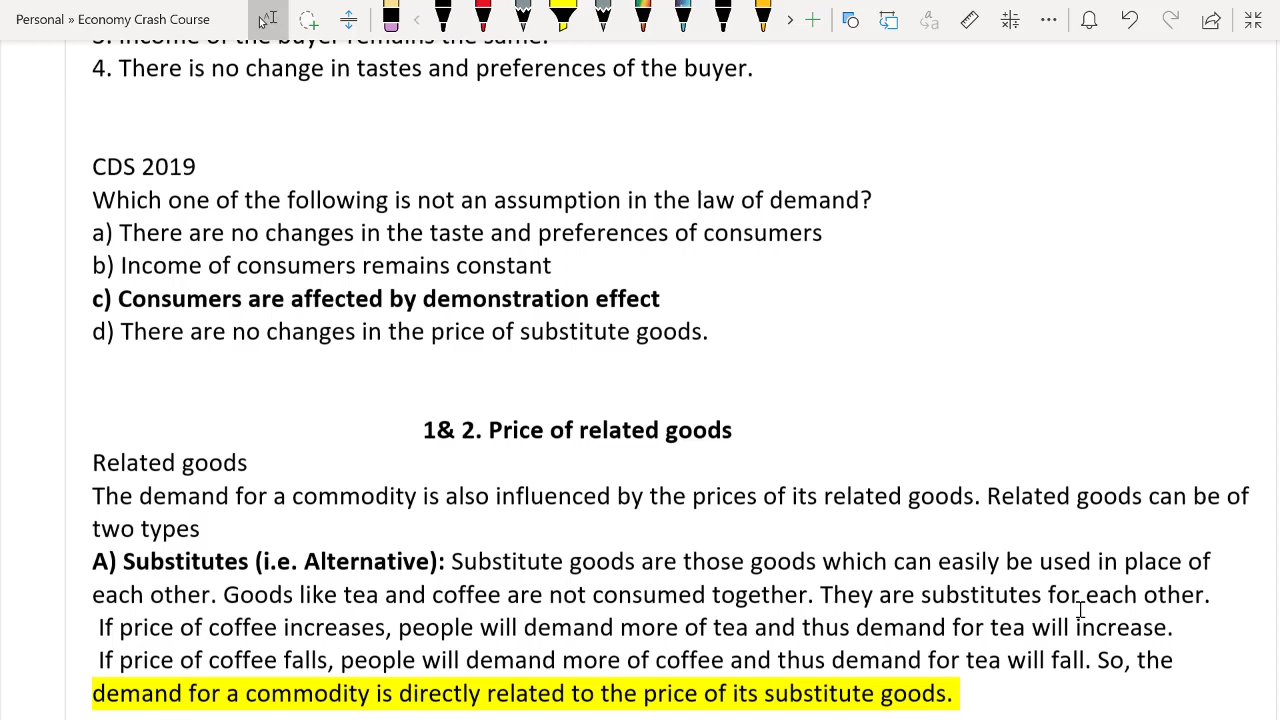 Personal » Economy Crash Course
3. Income of the buyer remains the same.
4. There is no change in tastes and preferences of the buyer.
CDS 2019
Which one of the following is not an assumption in the law of demand?
a) There are no changes in the taste and preferences of consumers
b) Income of consumers remains constant
c) Consumers are affected by demonstration effect
d) There are no changes in the price of substitute goods.
1& 2. Price of related goods
Related goods
The demand for a commodity is also influenced by the prices of its related goods. Related goods can be of
two types
A) Substitutes (i.e. Alternative): Substitute goods are those goods which can easily be used in place of
each other. Goods like tea and coffee are not consumed together. They are substitutes for each other.
If price of coffee increases, people will demand more of tea and thus demand for tea will increase.
If price of coffee falls, people will demand more of coffee and thus demand for tea will fall. So, the
demand for a commodity is directly related to the price of its substitute goods.